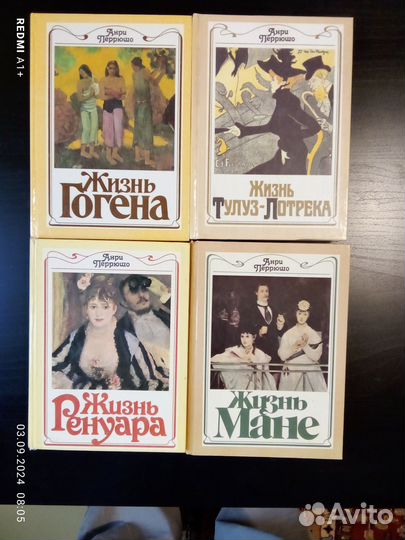 Анри
Перрюшо
Жизнь
Гогена
Анри
Перрюшо
Жизнь
Тулуз-Лотрека
Анри
Перрюшо
Жизнь
Ренуара
Анри
Перрюшо
Жизнь
Мане
REDMI A1+
03.09.2024 08:05
Avito